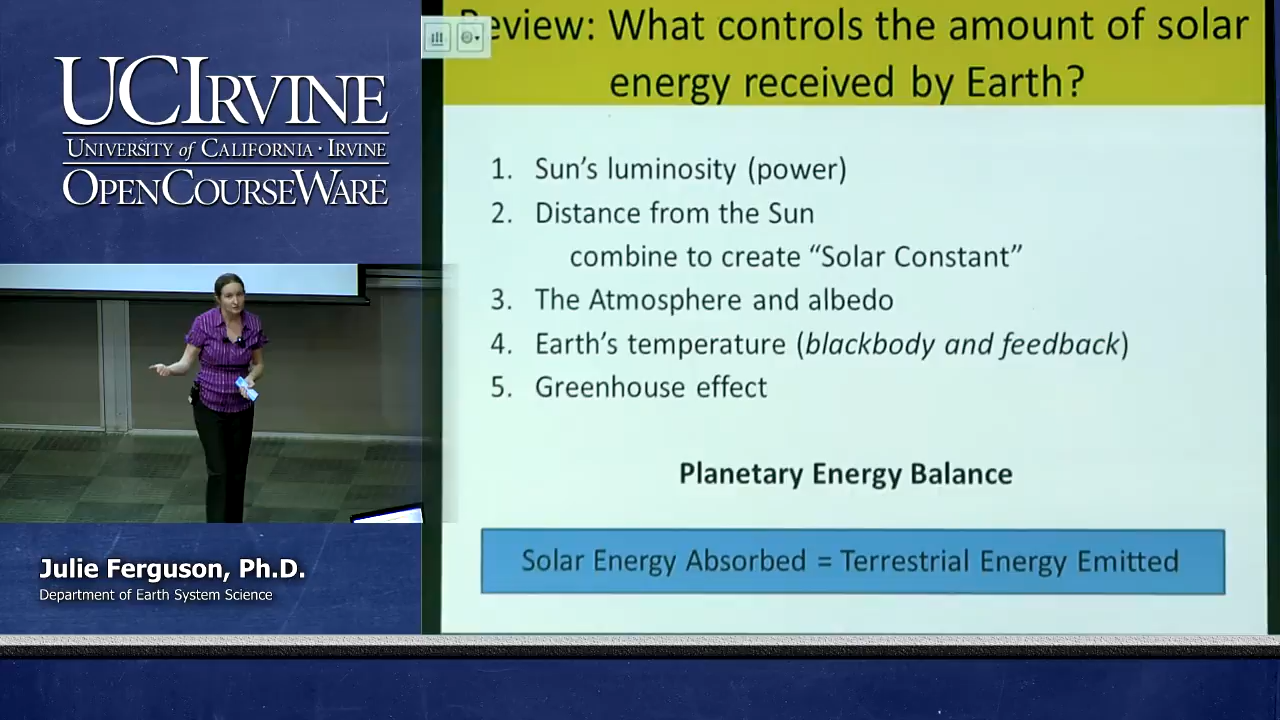 UCIRVINE
UNIVERSITY of CALIFORNIA · IRVINE
OPENCOURSEWARE
Julie Ferguson, Ph.D.
Department of Earth System Science
Review: What controls the amount of solar
energy received by Earth?
1. Sun's luminosity (power)
2. Distance from the Sun
combine to create “Solar Constant”
3. The Atmosphere and albedo
4. Earth's temperature (blackbody and feedback)
5. Greenhouse effect
Planetary Energy Balance
Solar Energy Absorbed = Terrestrial Energy Emitted